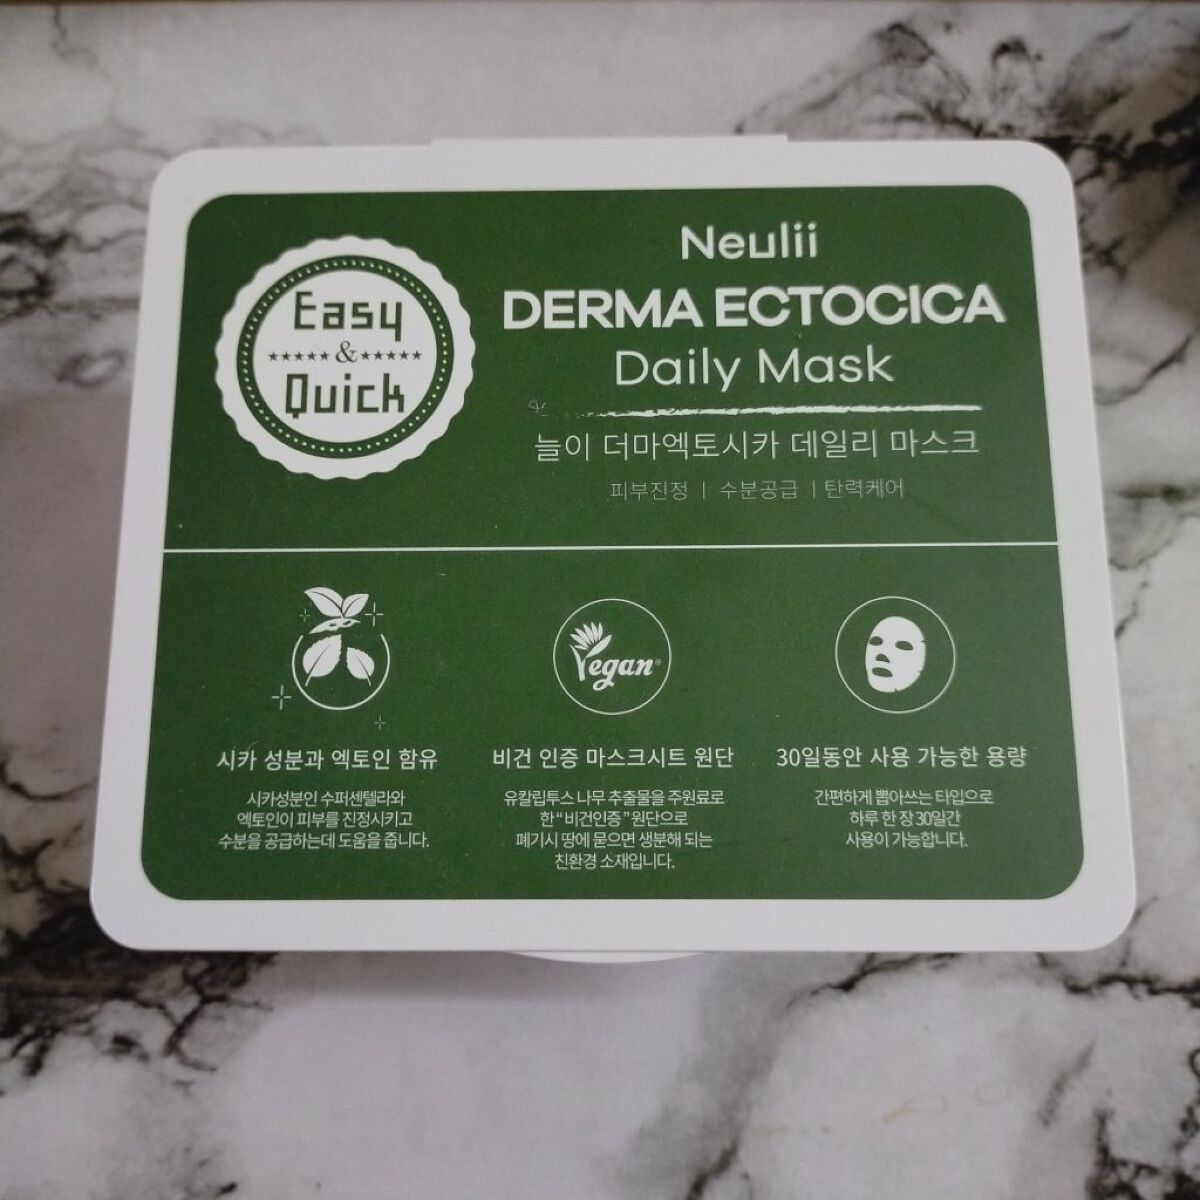 Easy
&
Quick
Neulii
DERMA ECTOCICA
Daily Mask
늘이 더마엑토시카 데일리 마스크
피부진정 | 수분공급 | 탄력케어
시카 성분과 엑토인 함유
시카성분인 수퍼센텔라와
엑토인이 피부를 진정시키고
수분을 공급하는데 도움을 줍니다.
Vegan®
비건 인증 마스크시트 원단
유칼립투스 나무 추출물을 주원료로
한 “비건인증” 원단으로
폐기시 땅에 묻으면 생분해 되는
친환경 소재입니다.
30일동안 사용 가능한 용량
간편하게 뽑아쓰는 타입으로
하루 한 장 30일간
사용이 가능합니다.